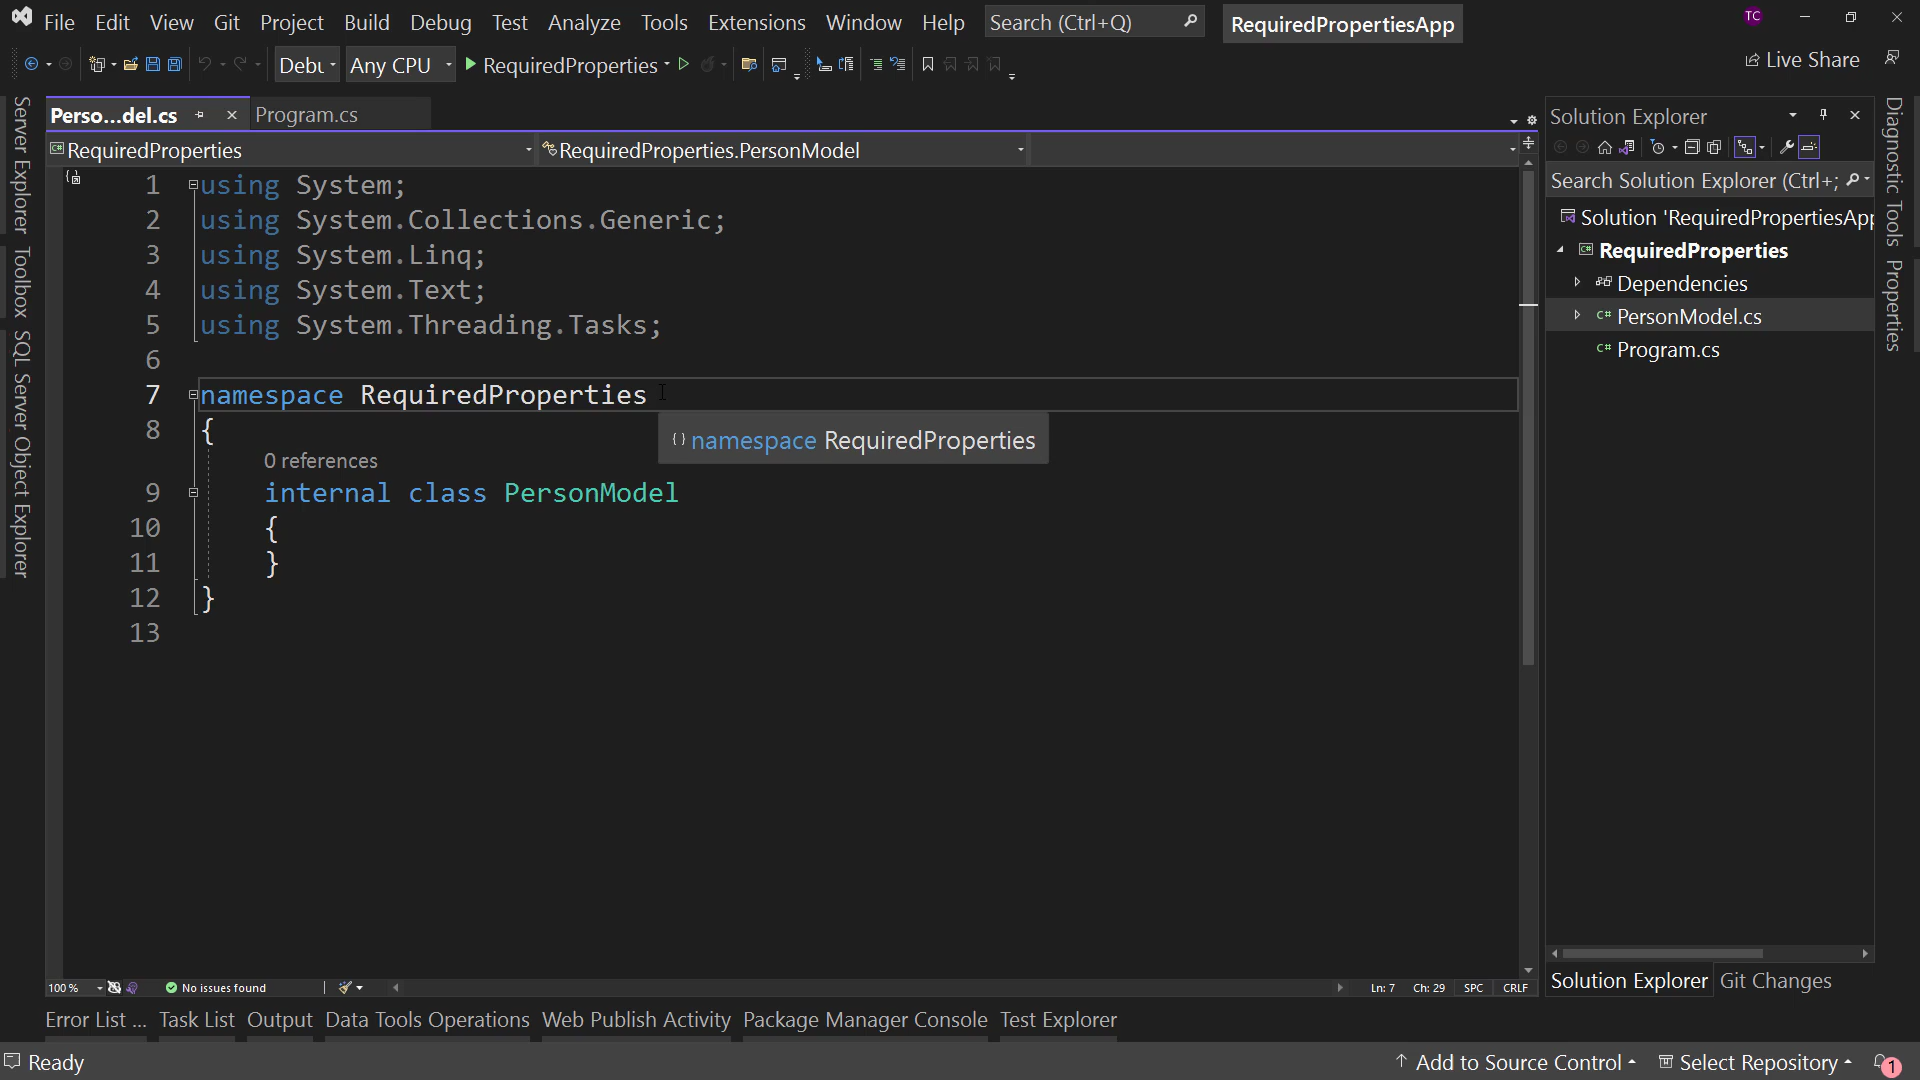 File Edit View Git Project Build Debug Test Analyze Tools Extensions Window Help Search (Ctrl+Q) RequiredPropertiesApp TC
Debu Any CPU RequiredProperties Live Share
Perso...del.cs Program.cs
RequiredProperties RequiredProperties.PersonModel
1 using System;
2 using System.Collections.Generic;
3 using System.Linq;
4 using System.Text;
5 using System.Threading.Tasks;
6
7 namespace RequiredProperties
8 {
{} namespace RequiredProperties
0 references
9 internal class PersonModel
10 {
11 }
12 }
13
100 % No issues found Ln: 7 Ch: 29 SPC CRLF
Server Explorer
Toolbox
SQL Server Object Explorer
Solution Explorer
Search Solution Explorer (Ctrl+;
Solution 'RequiredPropertiesApp
RequiredProperties
Dependencies
C# PersonModel.cs
C# Program.cs
Solution Explorer Git Changes
Diagnostic Tools
Properties
Error List ... Task List Output Data Tools Operations Web Publish Activity Package Manager Console Test Explorer
Ready Add to Source Control Select Repository 1